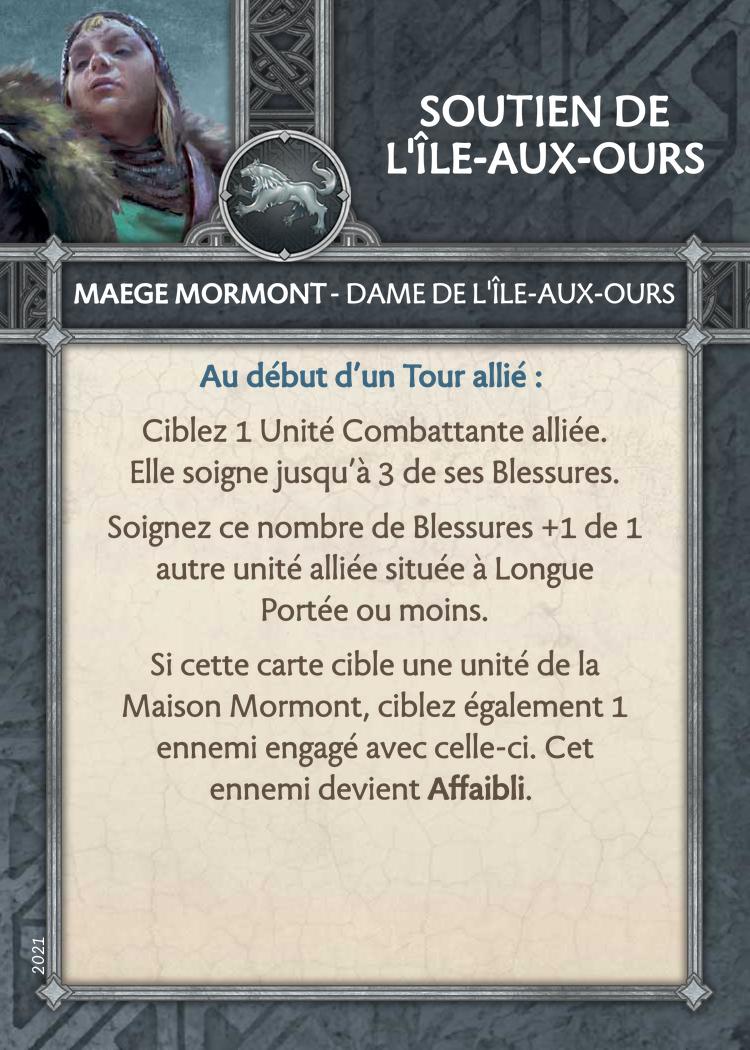 SOUTIEN DE
L'ÎLE-AUX-OURS
MAEGE MORMONT - DAME DE L'ÎLE-AUX-OURS
Au début d'un Tour allié :
Ciblez 1 Unité Combattante alliée.
Elle soigne jusqu'à 3 de ses Blessures.
Soignez ce nombre de Blessures +1 de 1
autre unité alliée située à Longue
Portée ou moins.
Si cette carte cible une unité de la
Maison Mormont, ciblez également 1
ennemi engagé avec celle-ci. Cet
ennemi devient Affaibli.
2021